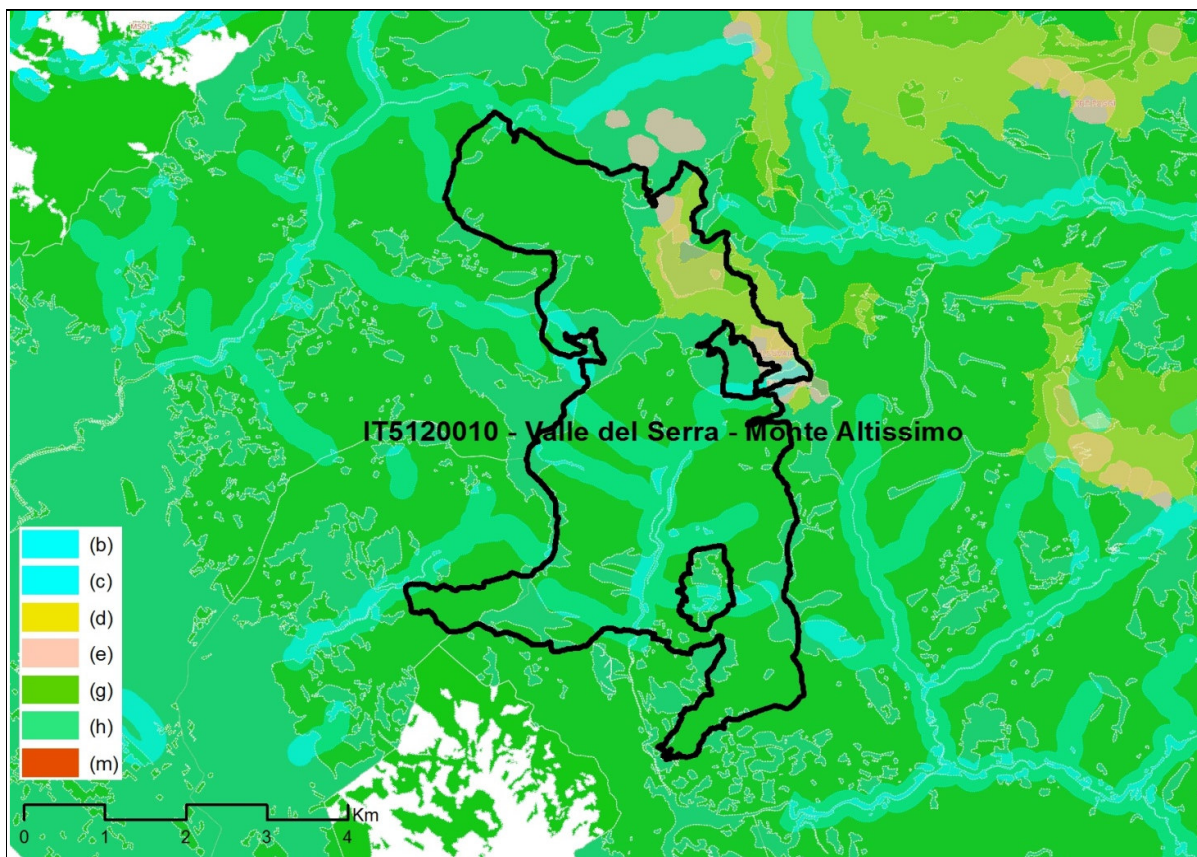 IT5120010 - Valle del Serra - Monte Altissimo
(b)
(c)
(d)
(e)
(g)
(h)
(m)
0 1 2 3 4 Km